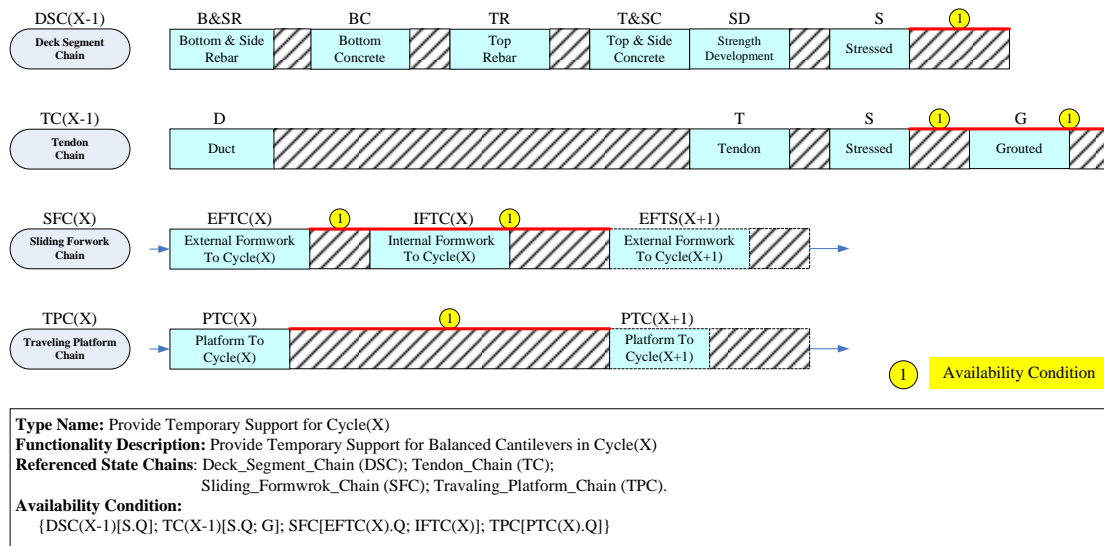 DSC(X-1) B&SR BC TR T&SC SD S 1
Deck Segment
Chain
Bottom & Side
Rebar
Bottom
Concrete
Top
Rebar
Top & Side
Concrete
Strength
Development
Stressed
TC(X-1) D T S 1 G 1
Tendon
Chain
Duct
Tendon
Stressed
Grouted
SFC(X) EFTC(X) 1 IFTC(X) 1 EFTS(X+1)
Sliding Forwork
Chain
External Formwork
To Cycle(X)
Internal Formwork
To Cycle(X)
External Formwork
To Cycle(X+1)
TPC(X) PTC(X) 1 PTC(X+1)
Traveling Platform
Chain
Platform To
Cycle(X)
Platform To
Cycle(X+1)
1 Availability Condition
Type Name: Provide Temporary Support for Cycle(X)
Functionality Description: Provide Temporary Support for Balanced Cantilevers in Cycle(X)
Referenced State Chains: Deck_Segment_Chain (DSC); Tendon_Chain (TC);
Sliding_Formwrok_Chain (SFC); Travaling_Platform_Chain (TPC).
Availability Condition:
{DSC(X-1)[S.Q]; TC(X-1)[S.Q; G]; SFC[EFTC(X).Q; IFTC(X)]; TPC[PTC(X).Q]}